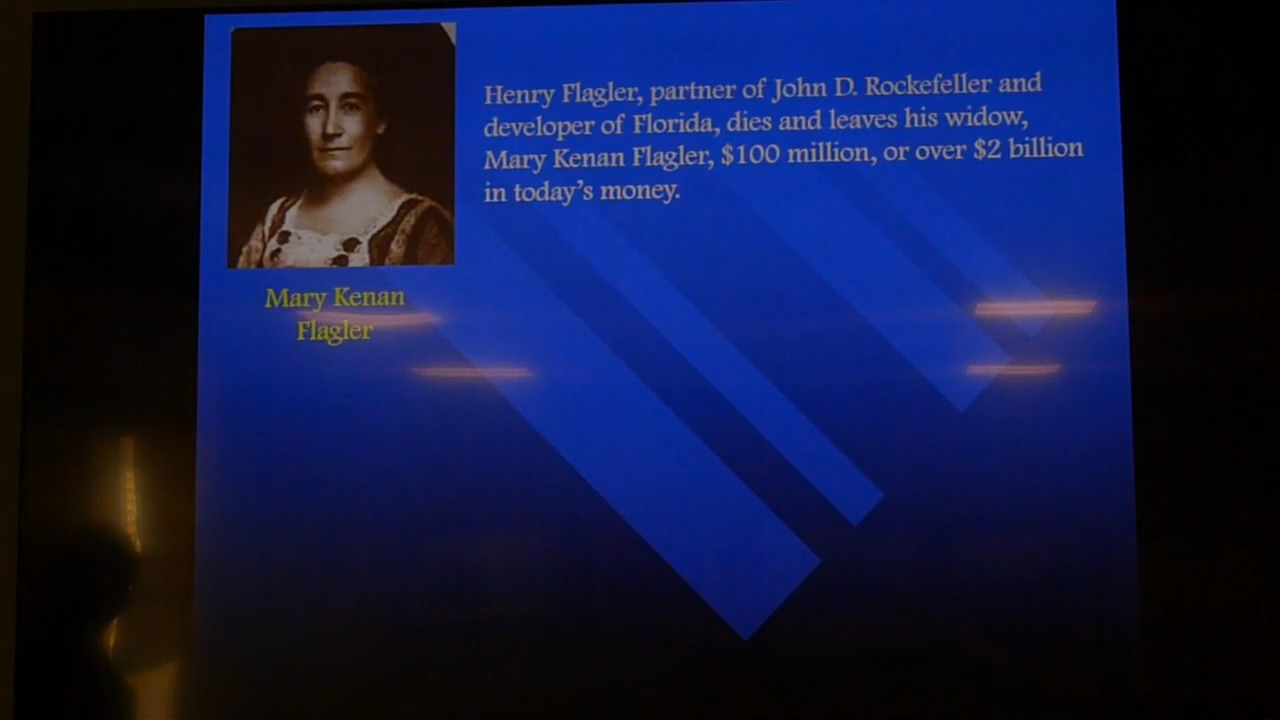 Henry Flagler, partner of John D. Rockefeller and
developer of Florida, dies and leaves his widow,
Mary Kenan Flagler, $100 million, or over $2 billion
in today's money.
Mary Kenan
Flagler